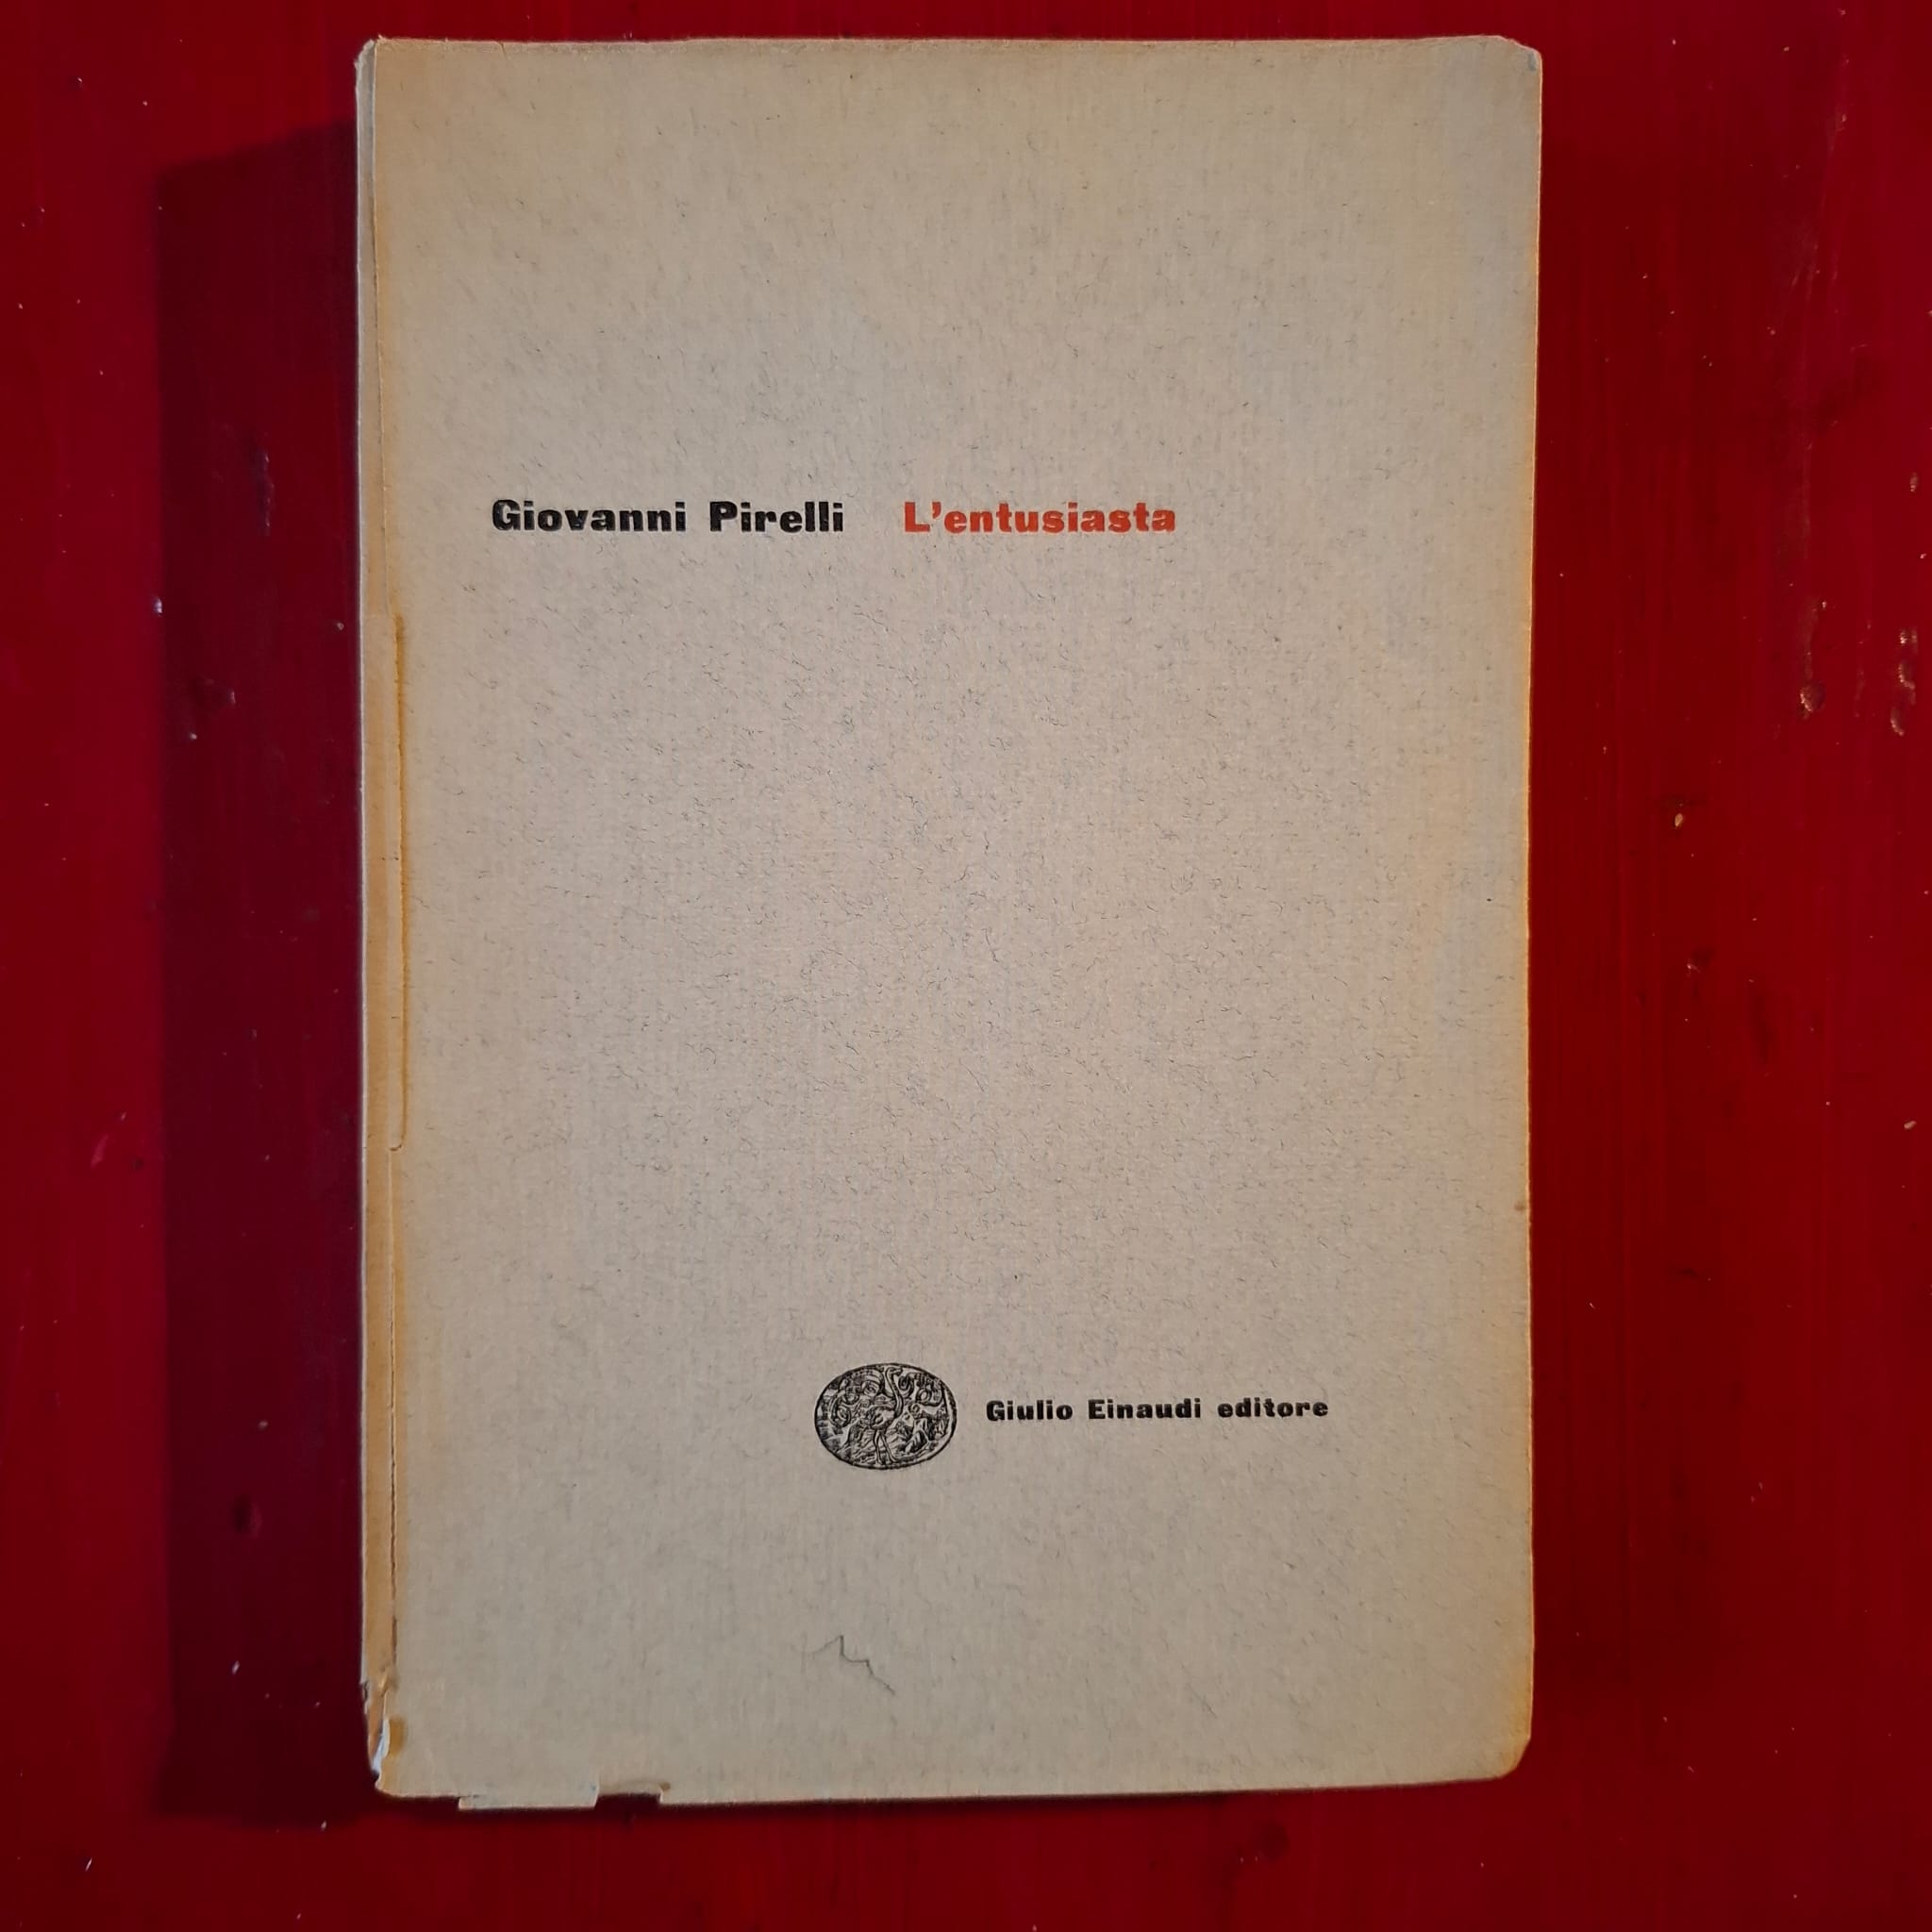 Giovanni Pirelli L'entusiasta
Giulio Einaudi editore